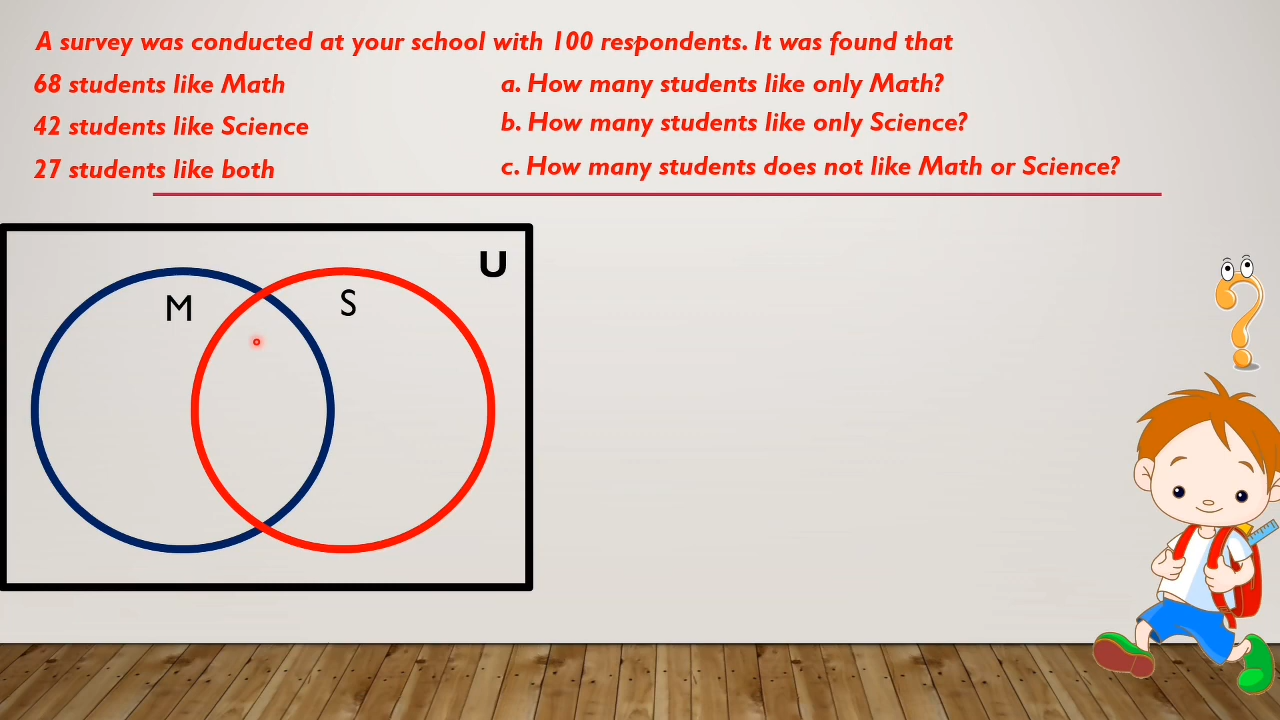 A survey was conducted at your school with 100 respondents. It was found that
68 students like Math
42 students like Science
27 students like both
a. How many students like only Math?
b. How many students like only Science?
c. How many students does not like Math or Science?
U
M
S